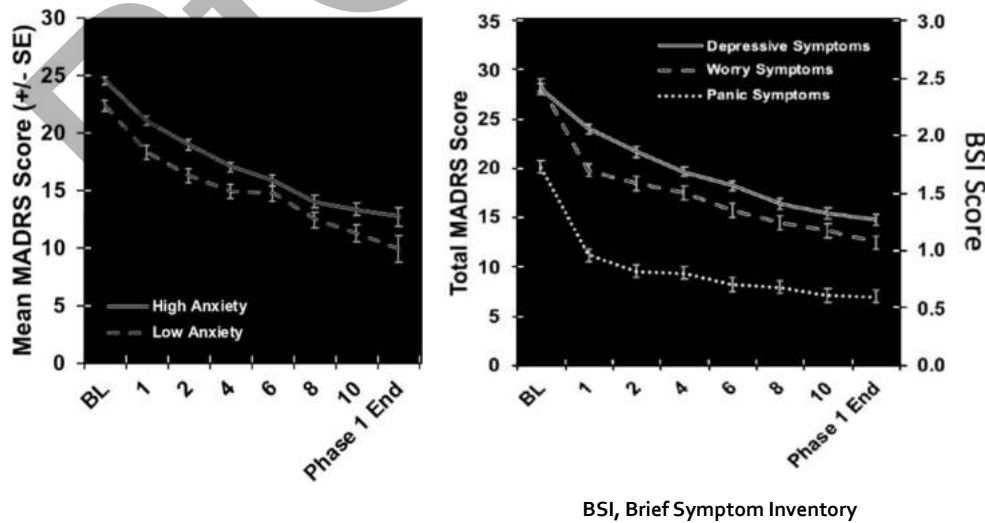 Mean MADRS Score (+/- SE)
30
25
20
15
10
5
0
High Anxiety
Low Anxiety
BL
1
2
4
6
8
10
Phase 1 End
Total MADRS Score
35
30
25
20
15
10
5
0
Depressive Symptoms
Worry Symptoms
Panic Symptoms
3.0
2.5
2.0
1.5
1.0
0.5
0.0
BSI Score
BL
1
2
4
6
8
10
Phase 1 End
BSI, Brief Symptom Inventory